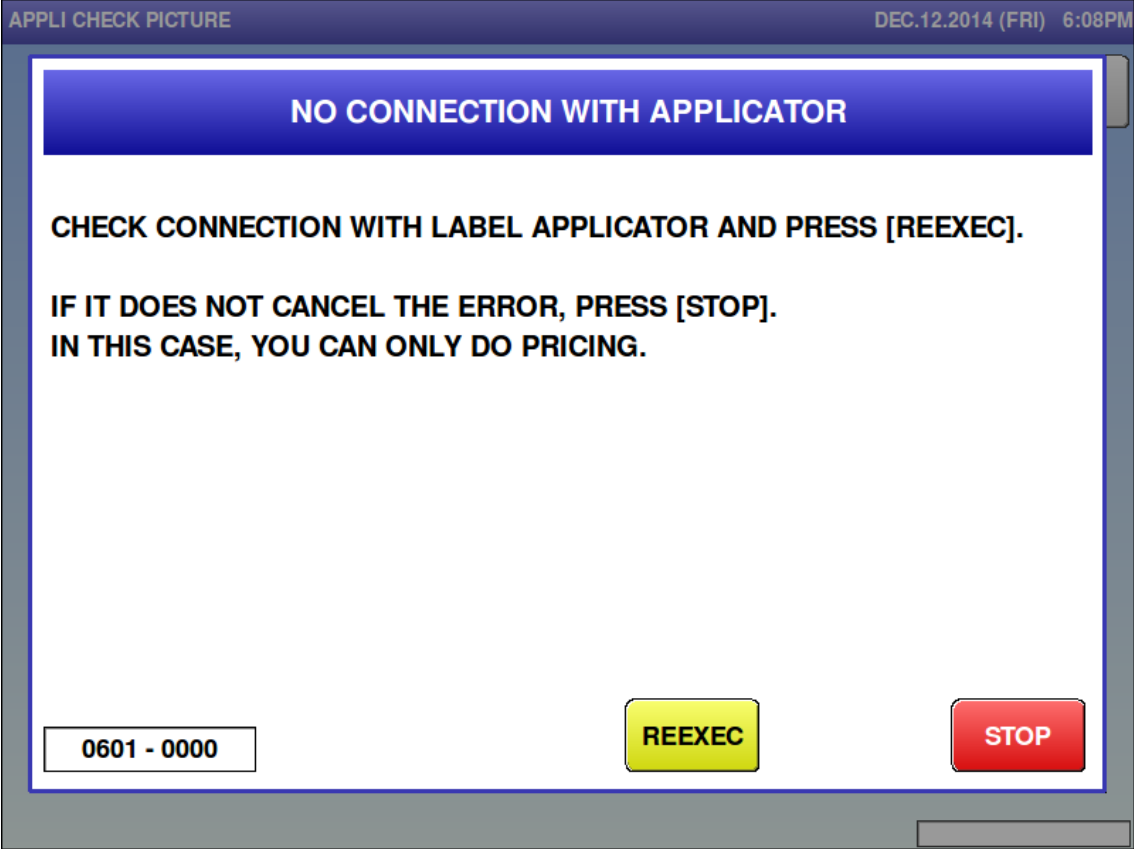 APPLI CHECK PICTURE DEC.12.2014 (FRI) 6:08PM
NO CONNECTION WITH APPLICATOR
CHECK CONNECTION WITH LABEL APPLICATOR AND PRESS [REEXEC].
IF IT DOES NOT CANCEL THE ERROR, PRESS [STOP].
IN THIS CASE, YOU CAN ONLY DO PRICING.
0601 - 0000 REEXEC STOP